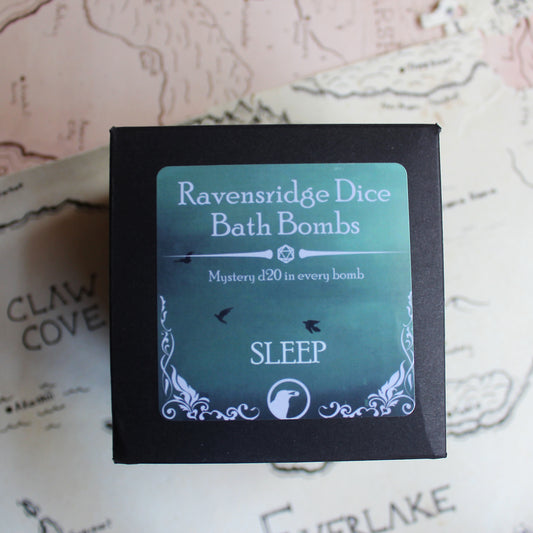 Ravensridge Dice
Bath Bombs
Mystery d20 in every bomb
SLEEP
CLAW
COVE
EVERLAKE